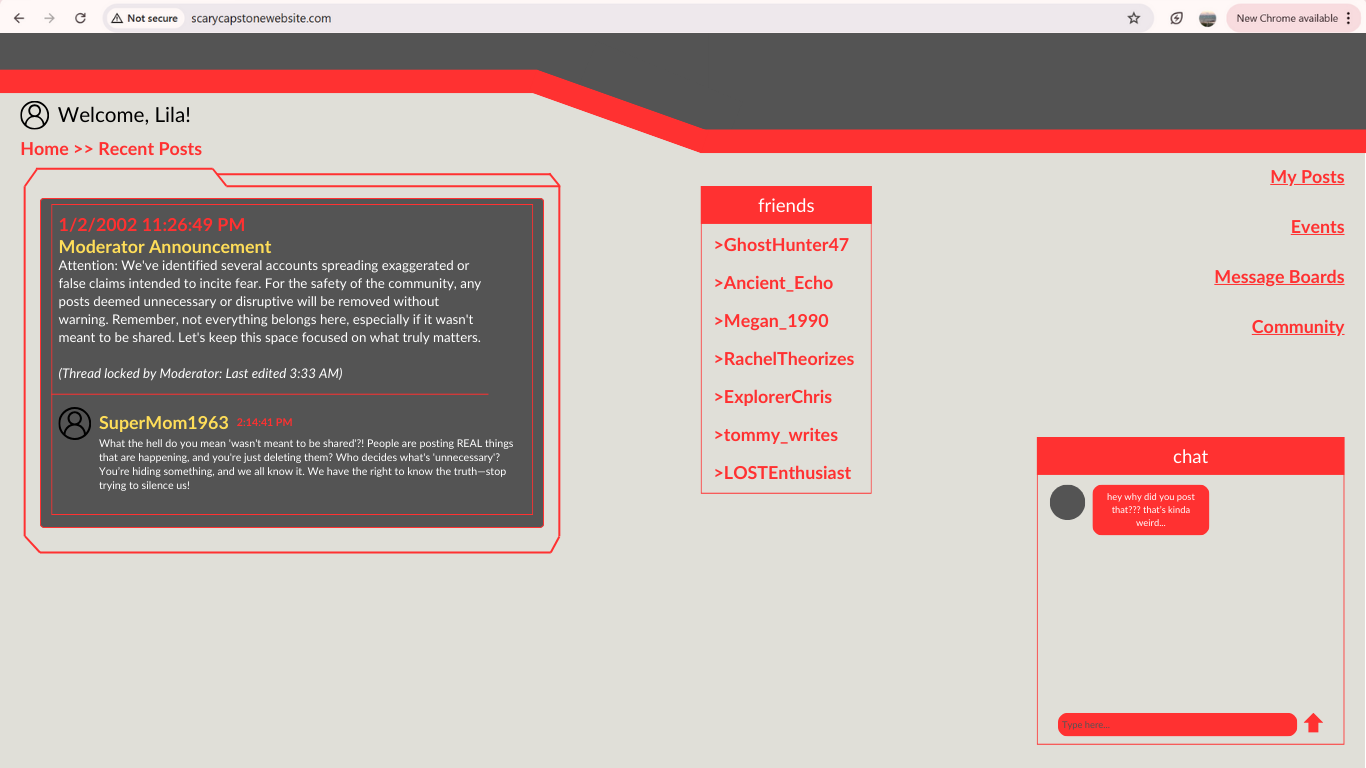 Not secure
scarycapstonewebsite.com
New Chrome available
Welcome, Lila!
Home >> Recent Posts
1/2/2002 11:26:49 PM
Moderator Announcement
Attention: We've identified several accounts spreading exaggerated or
false claims intended to incite fear. For the safety of the community, any
posts deemed unnecessary or disruptive will be removed without
warning. Remember, not everything belongs here, especially if it wasn't
meant to be shared. Let's keep this space focused on what truly matters.
(Thread locked by Moderator: Last edited 3:33 AM)
SuperMom1963 2:14:41 PM
What the hell do you mean 'wasn't meant to be shared'?! People are posting REAL things
that are happening, and you're just deleting them? Who decides what's 'unnecessary'?
You're hiding something, and we all know it. We have the right to know the truth—stop
trying to silence us!
friends
>GhostHunter47
>Ancient_Echo
>Megan_1990
>RachelTheorizes
>ExplorerChris
>tommy_writes
>LOSTEnthusiast
My Posts
Events
Message Boards
Community
chat
hey why did you post
that??? that's kinda
weird...
Type here...